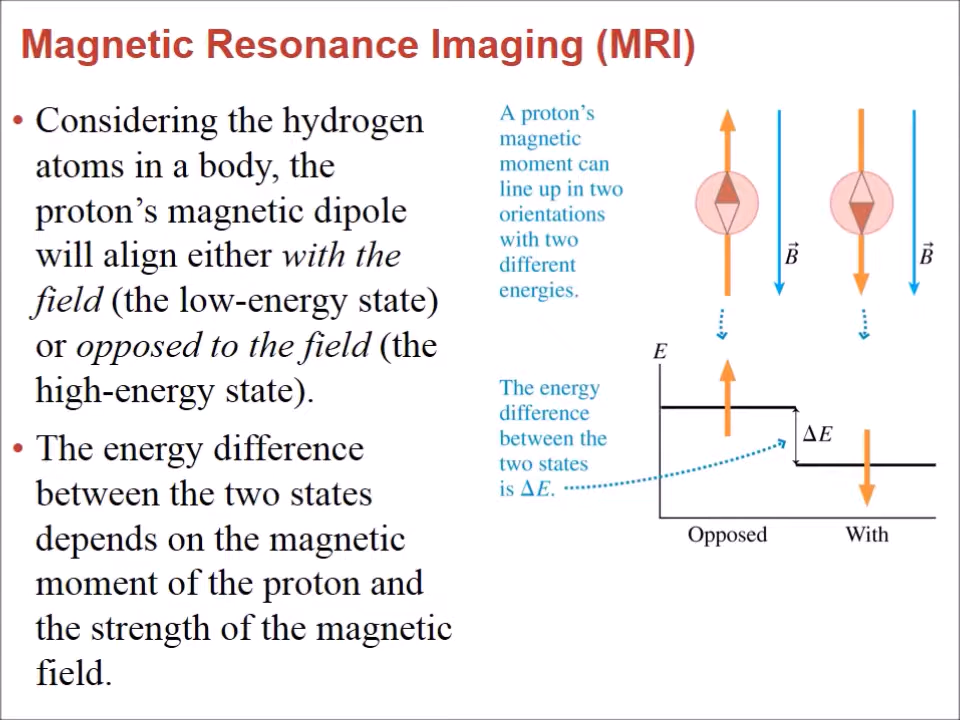 Magnetic Resonance Imaging (MRI)
• Considering the hydrogen
atoms in a body, the
proton’s magnetic dipole
will align either with the
field (the low-energy state)
or opposed to the field (the
high-energy state).
• The energy difference
between the two states
depends on the magnetic
moment of the proton and
the strength of the magnetic
field.
A proton’s
magnetic
moment can
line up in two
orientations
with two
different
energies.
B⃗
B⃗
The energy
difference
between the
two states
is ΔE.
E
ΔE
Opposed
With